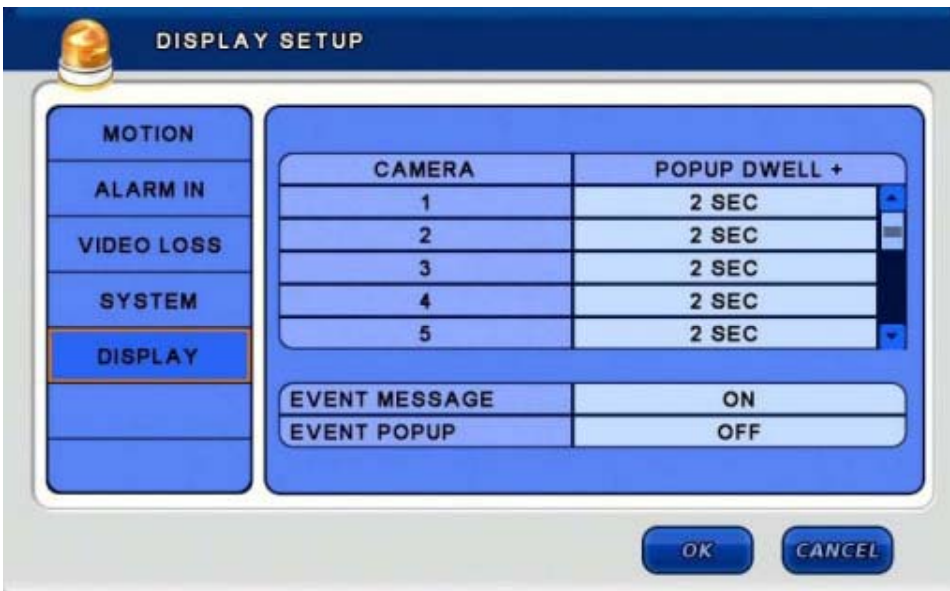 DISPLAY SETUP
MOTION
ALARM IN
VIDEO LOSS
SYSTEM
DISPLAY
CAMERA POPUP DWELL +
1 2 SEC
2 2 SEC
3 2 SEC
4 2 SEC
5 2 SEC
EVENT MESSAGE ON
EVENT POPUP OFF
OK CANCEL